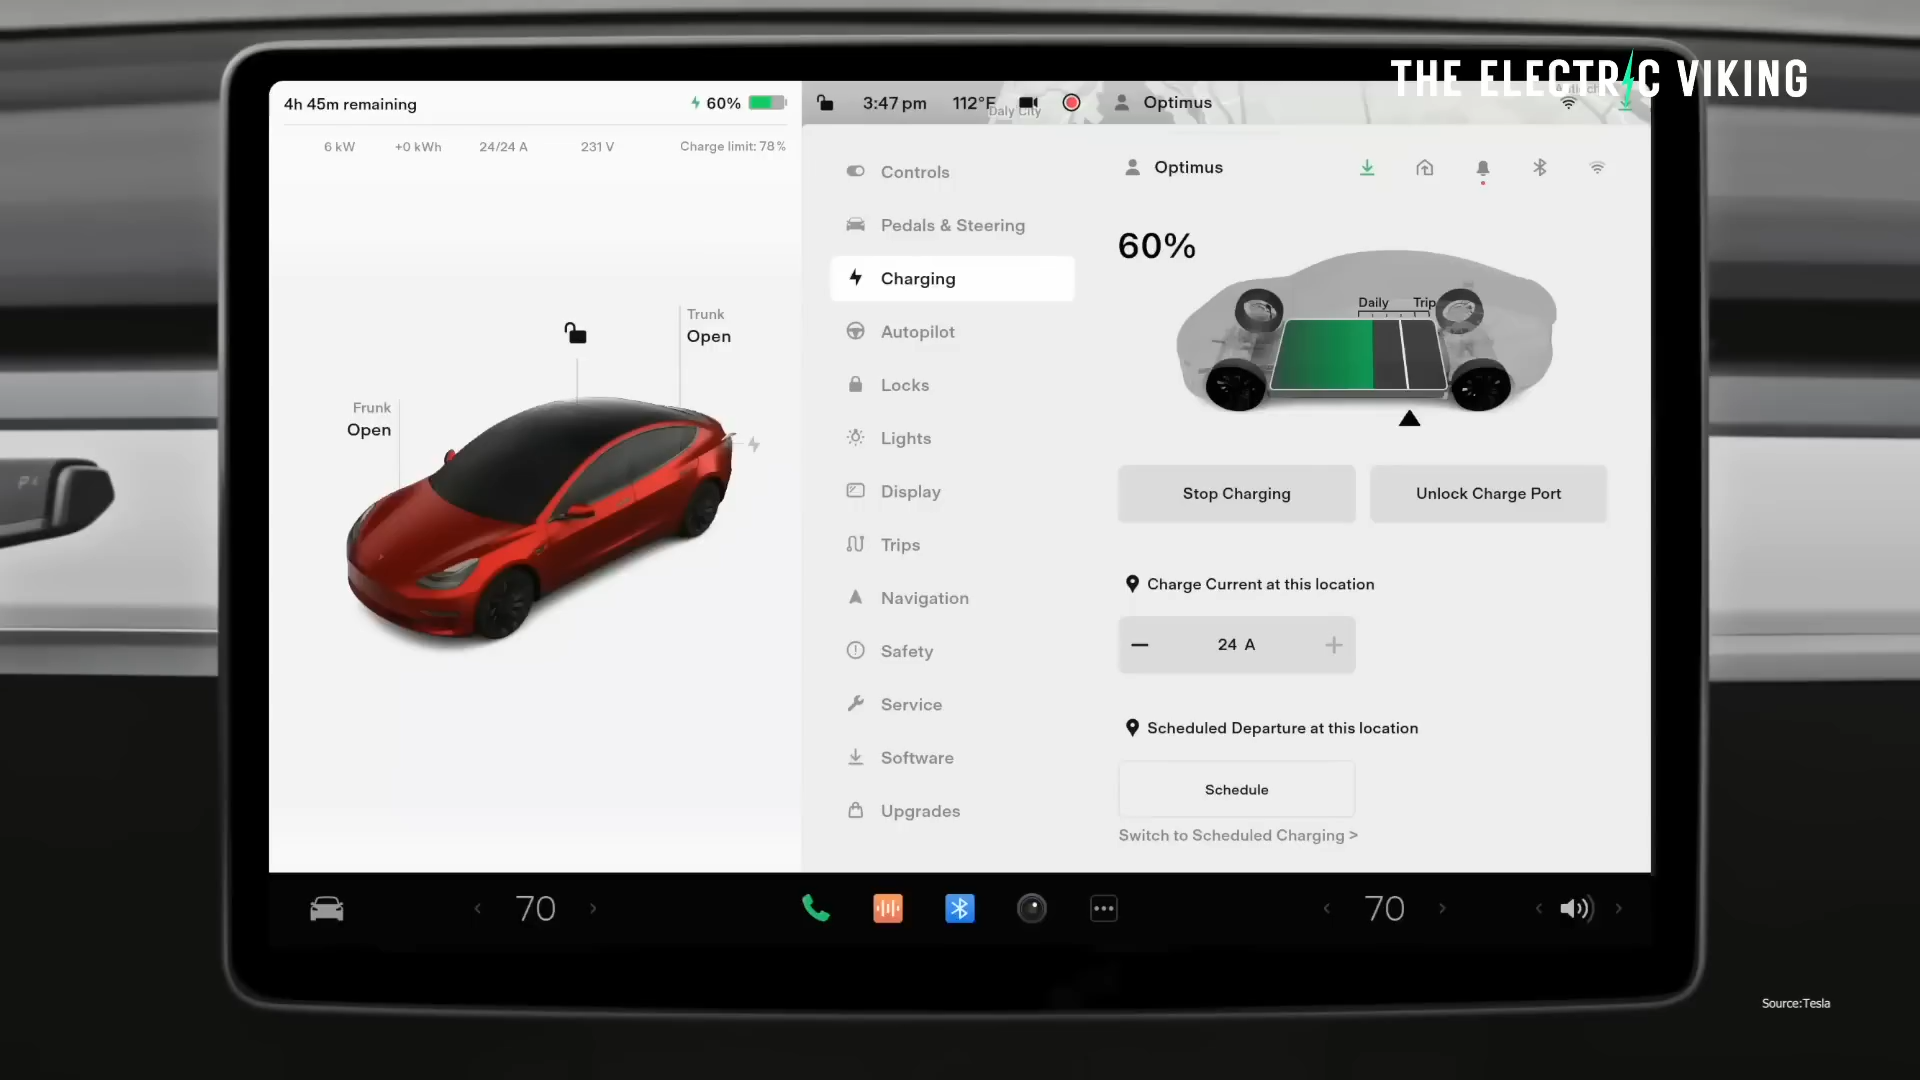 THE ELECTRIC VIKING
4h 45m remaining
60%
6 kW
+0 kWh
24/24 A
231 V
Charge limit: 78%
Trunk
Open
Frunk
Open
3:47 pm
112°F
Daly City
Optimus
Controls
Pedals & Steering
Charging
Autopilot
Locks
Lights
Display
Trips
Navigation
Safety
Service
Software
Upgrades
Optimus
60%
Daily
Trip
Stop Charging
Unlock Charge Port
Charge Current at this location
24 A
Scheduled Departure at this location
Schedule
Switch to Scheduled Charging >
70
70
Source:Tesla